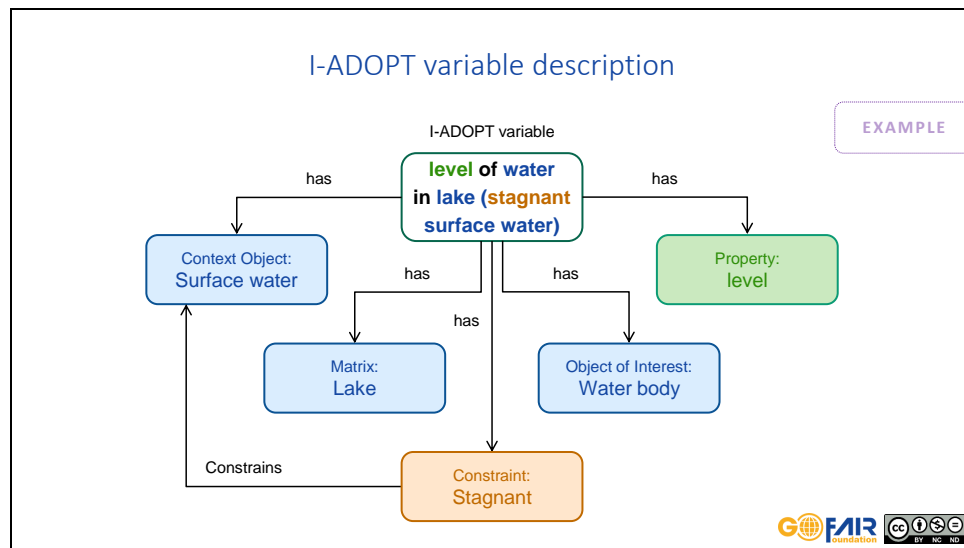 I-ADOPT variable description
EXAMPLE
I-ADOPT variable
level of water
in lake (stagnant
surface water)
has
has
Context Object:
Surface water
Property:
level
has
has
has
Matrix:
Lake
Object of Interest:
Water body
Constrains
Constraint:
Stagnant
GO FAIR
Foundation
cc
BY NC ND